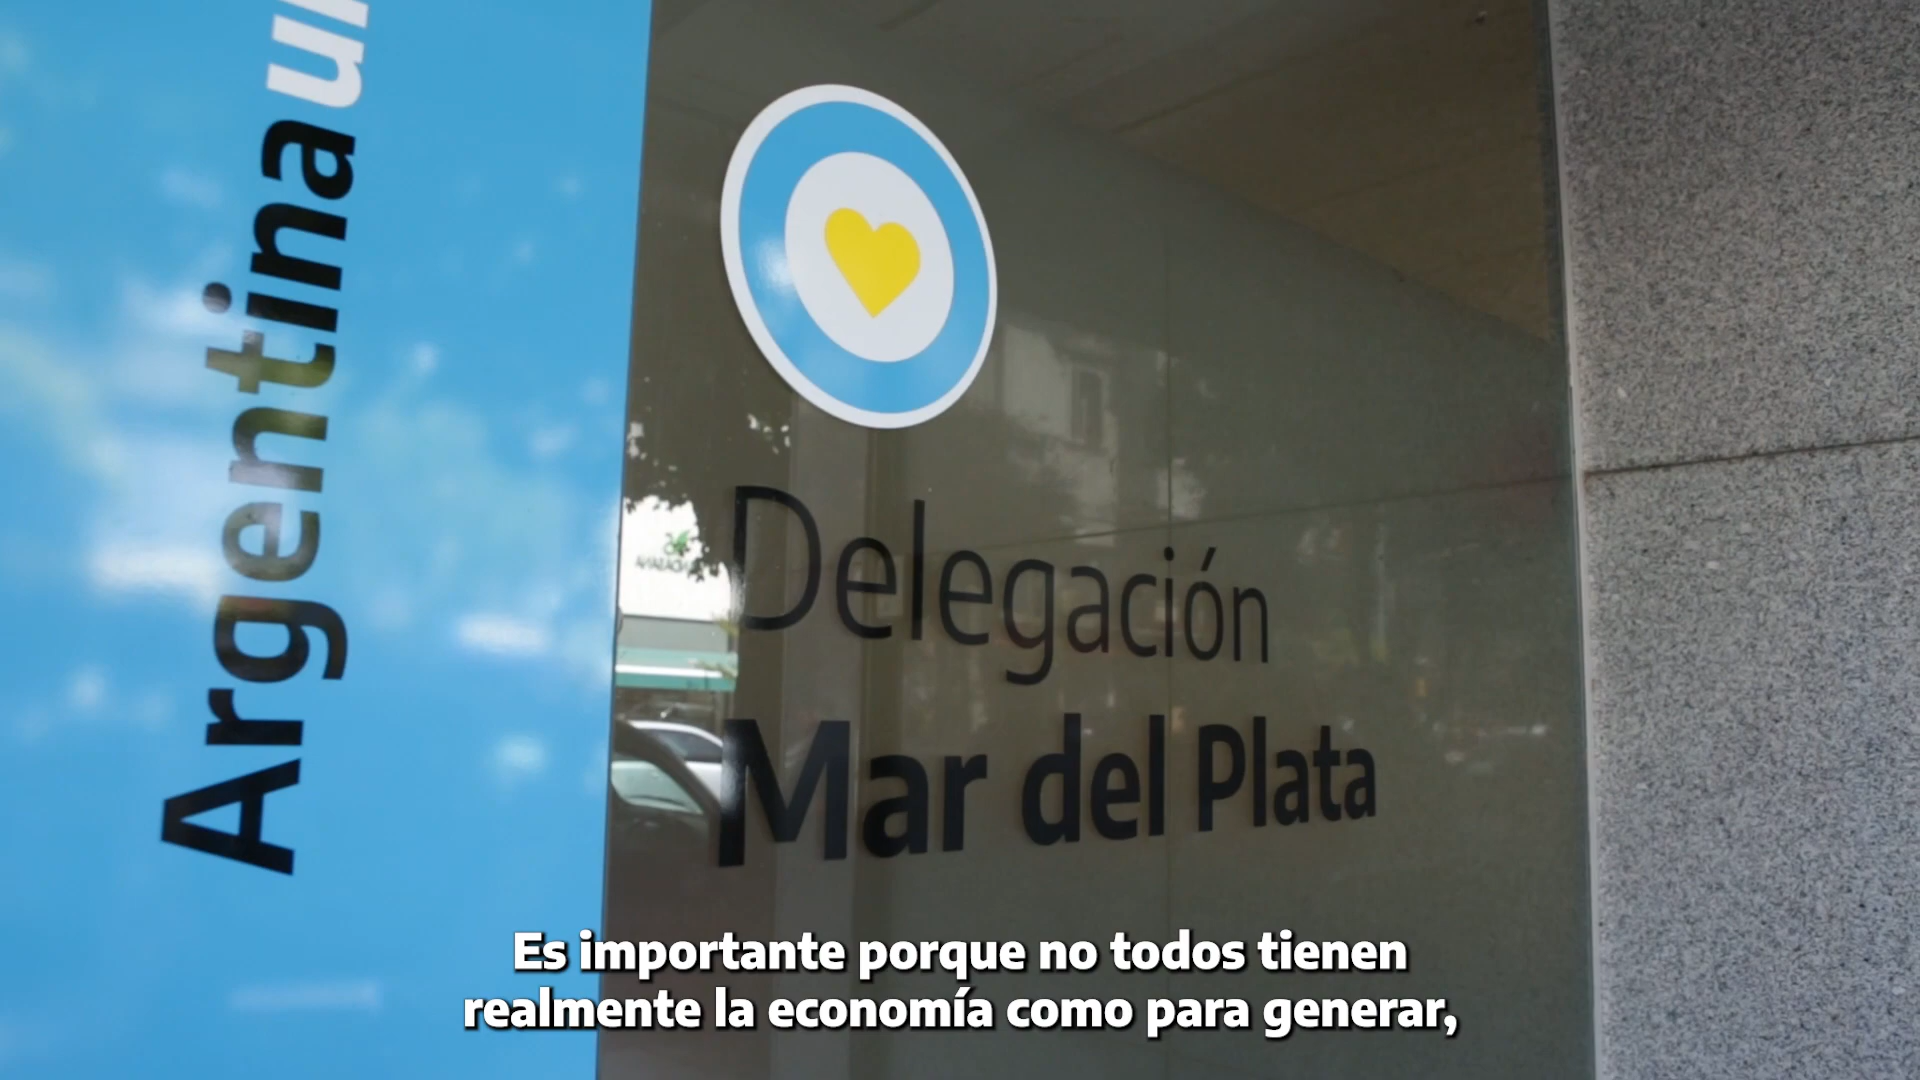 Argentina u
Delegación
Mar del Plata
Es importante porque no todos tienen
realmente la economía como para generar,